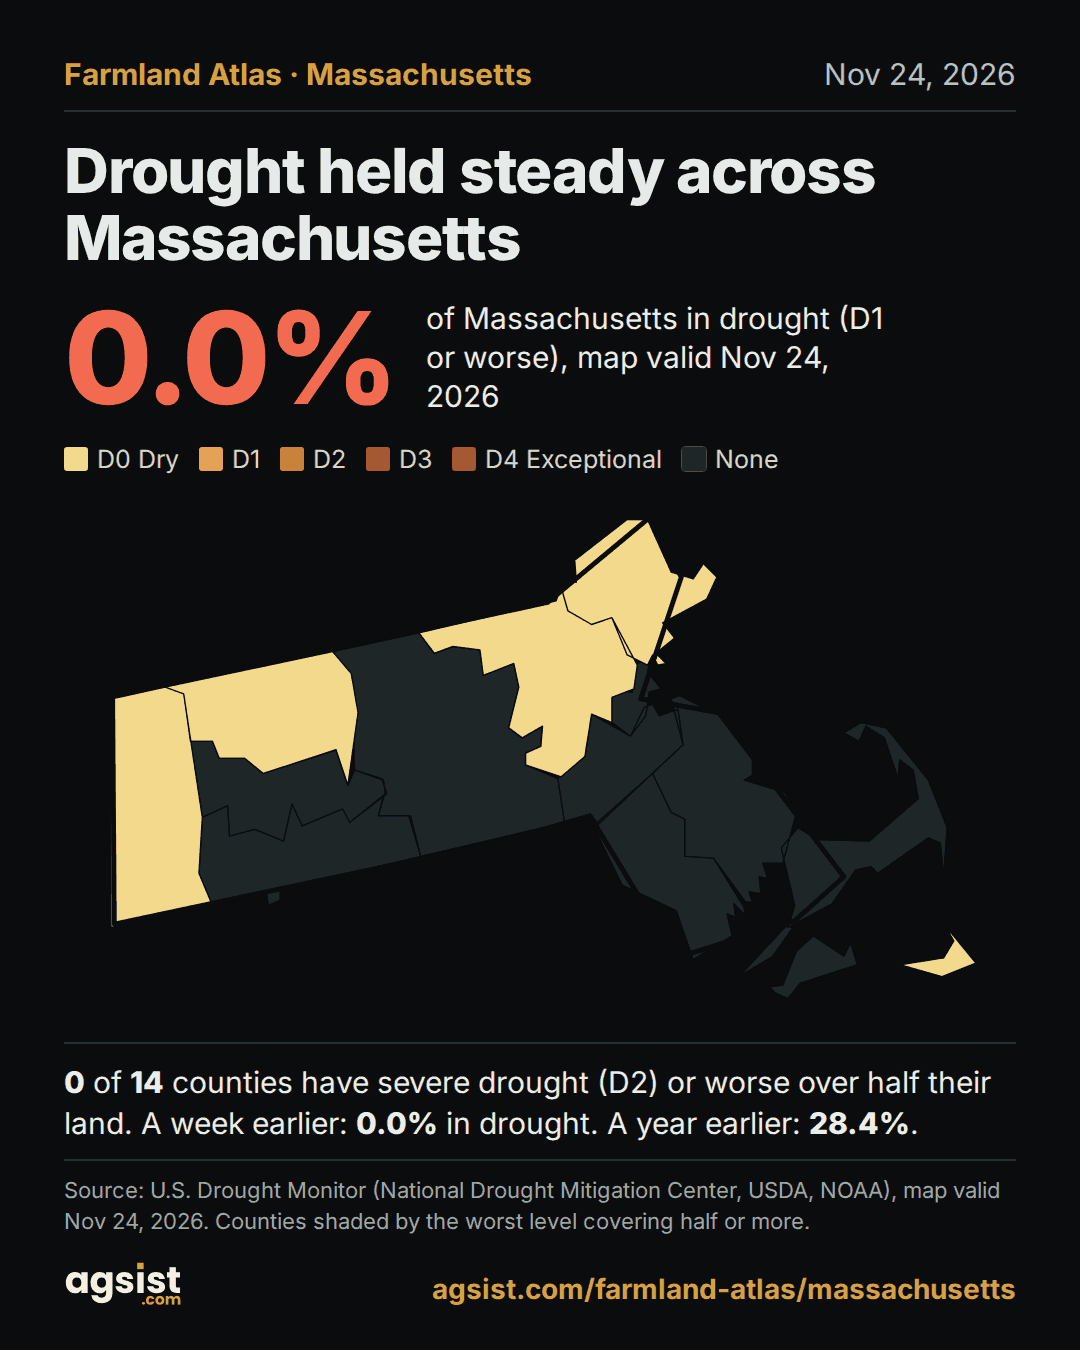 Farmland Atlas · Massachusetts
Nov 24, 2026
Drought held steady across
Massachusetts
0.0%
of Massachusetts in drought (D1
or worse), map valid Nov 24,
2026
D0 Dry D1 D2 D3 D4 Exceptional None
0 of 14 counties have severe drought (D2) or worse over half their
land. A week earlier: 0.0% in drought. A year earlier: 28.4%.
Source: U.S. Drought Monitor (National Drought Mitigation Center, USDA, NOAA), map valid
Nov 24, 2026. Counties shaded by the worst level covering half or more.
agsist
.com
agsist.com/farmland-atlas/massachusetts